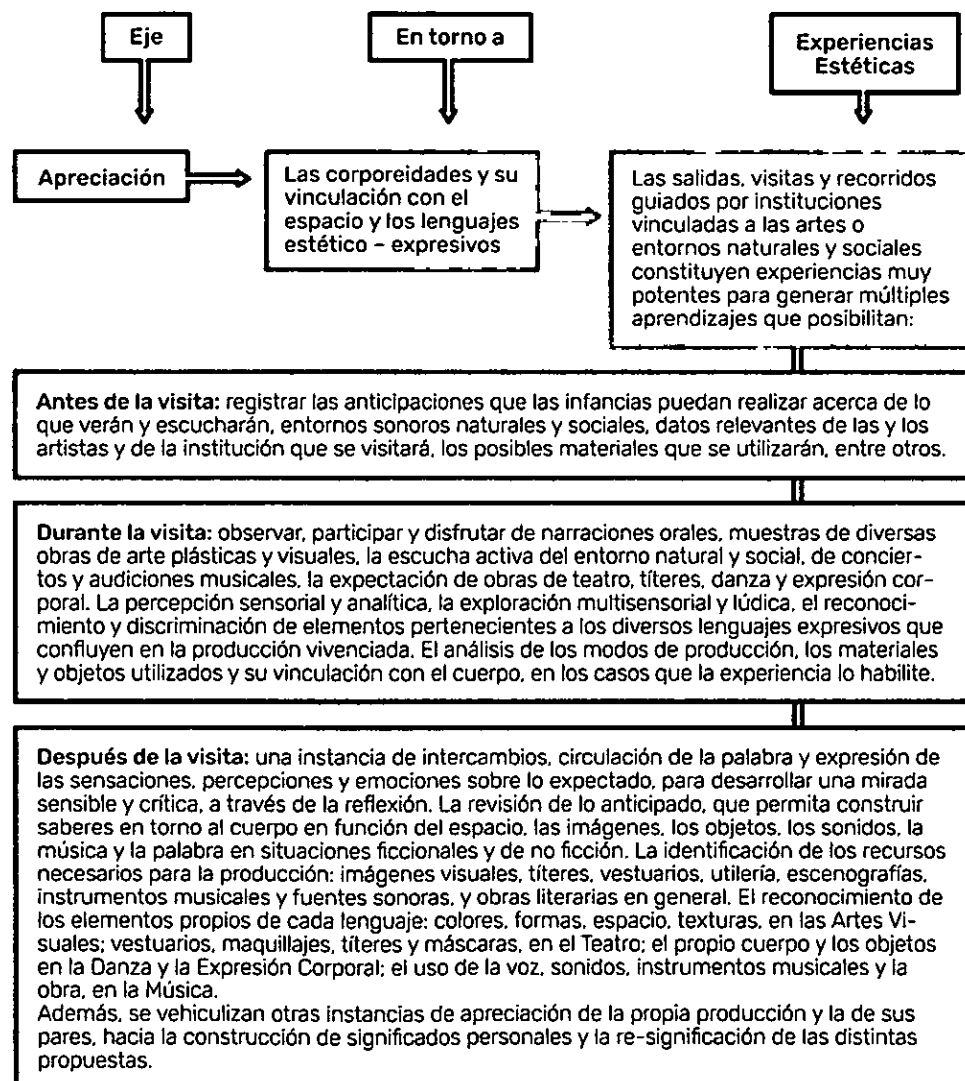 Eje
En torno a
Experiencias
Estéticas
Apreciación
Las corporeidades y su
vinculación con el
espacio y los lenguajes
estético – expresivos
Las salidas, visitas y recorridos
guiados por instituciones
vinculadas a las artes o
entornos naturales y sociales
constituyen experiencias muy
potentes para generar múltiples
aprendizajes que posibilitan:
Antes de la visita: registrar las anticipaciones que las infancias puedan realizar acerca de lo
que verán y escucharán, entornos sonoros naturales y sociales, datos relevantes de las y los
artistas y de la institución que se visitará, los posibles materiales que se utilizarán, entre otros.
Durante la visita: observar, participar y disfrutar de narraciones orales, muestras de diversas
obras de arte plásticas y visuales, la escucha activa del entorno natural y social, de concier-
tos y audiciones musicales, la expectación de obras de teatro, títeres, danza y expresión cor-
poral. La percepción sensorial y analítica, la exploración multisensorial y lúdica, el reconoci-
miento y discriminación de elementos pertenecientes a los diversos lenguajes expresivos que
confluyen en la producción vivenciada. El análisis de los modos de producción, los materiales
y objetos utilizados y su vinculación con el cuerpo, en los casos que la experiencia lo habilite.
Después de la visita: una instancia de intercambios, circulación de la palabra y expresión de
las sensaciones, percepciones y emociones sobre lo expectado, para desarrollar una mirada
sensible y crítica, a través de la reflexión. La revisión de lo anticipado, que permita construir
saberes en torno al cuerpo en función del espacio, las imágenes, los objetos, los sonidos, la
música y la palabra en situaciones ficcionales y de no ficción. La identificación de los recursos
necesarios para la producción: imágenes visuales, títeres, vestuarios, utilería, escenografías,
instrumentos musicales y fuentes sonoras, y obras literarias en general. El reconocimiento de
los elementos propios de cada lenguaje: colores, formas, espacio, texturas, en las Artes Vi-
suales; vestuarios, maquillajes, títeres y máscaras, en el Teatro; el propio cuerpo y los objetos
en la Danza y la Expresión Corporal; el uso de la voz, sonidos, instrumentos musicales y la
obra, en la Música.
Además, se vehiculizan otras instancias de apreciación de la propia producción y la de sus
pares, hacia la construcción de significados personales y la re-significación de las distintas
propuestas.